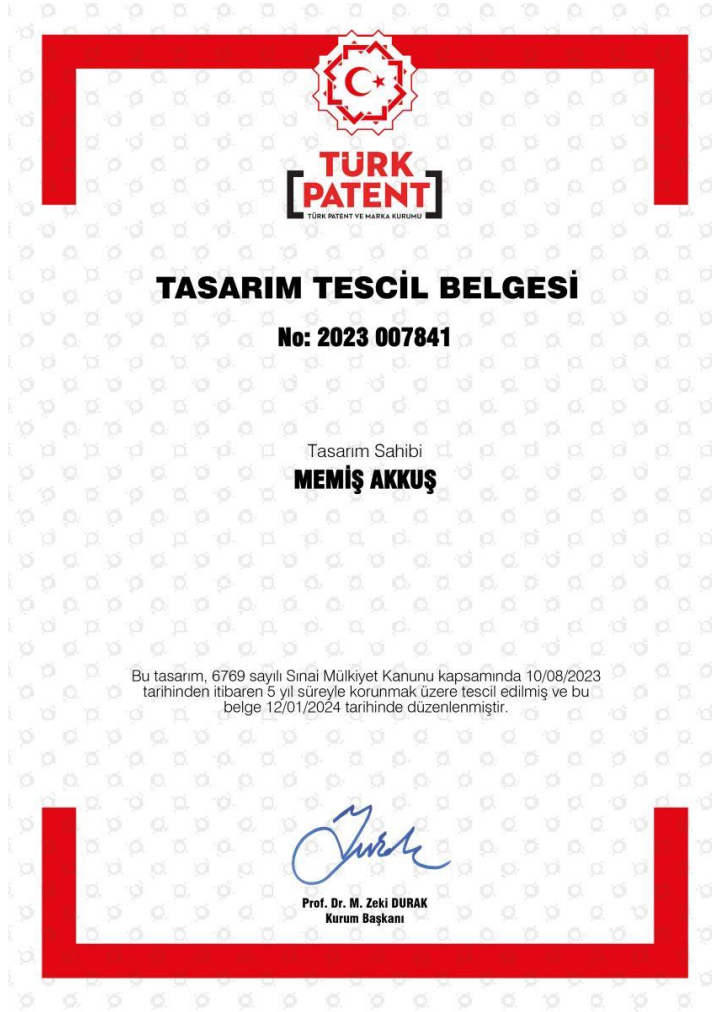 TÜRK
PATENT
TÜRK PATENT VE MARKA KURUMU
TASARIM TESCİL BELGESİ
No: 2023 007841
Tasarım Sahibi
MEMİŞ AKKUŞ
Bu tasarım, 6769 sayılı Sınai Mülkiyet Kanunu kapsamında 10/08/2023
tarihinden itibaren 5 yıl süreyle korunmak üzere tescil edilmiş ve bu
belge 12/01/2024 tarihinde düzenlenmiştir.
Prof. Dr. M. Zeki DURAK
Kurum Başkanı